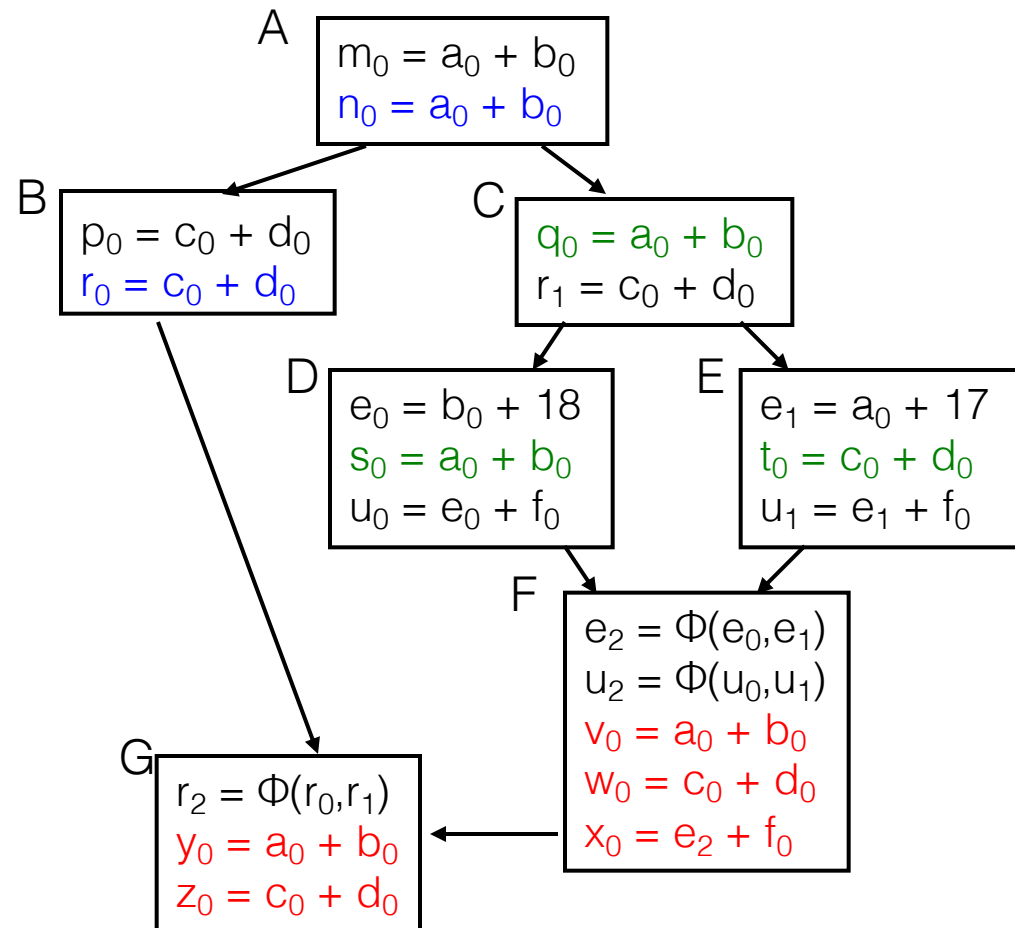 A
m₀ = a₀ + b₀
n₀ = a₀ + b₀
B
p₀ = c₀ + d₀
r₀ = c₀ + d₀
C
q₀ = a₀ + b₀
r₁ = c₀ + d₀
D
e₀ = b₀ + 18
s₀ = a₀ + b₀
u₀ = e₀ + f₀
E
e₁ = a₀ + 17
t₀ = c₀ + d₀
u₁ = e₁ + f₀
F
e₂ = Φ(e₀,e₁)
u₂ = Φ(u₀,u₁)
v₀ = a₀ + b₀
w₀ = c₀ + d₀
x₀ = e₂ + f₀
G
r₂ = Φ(r₀,r₁)
y₀ = a₀ + b₀
z₀ = c₀ + d₀